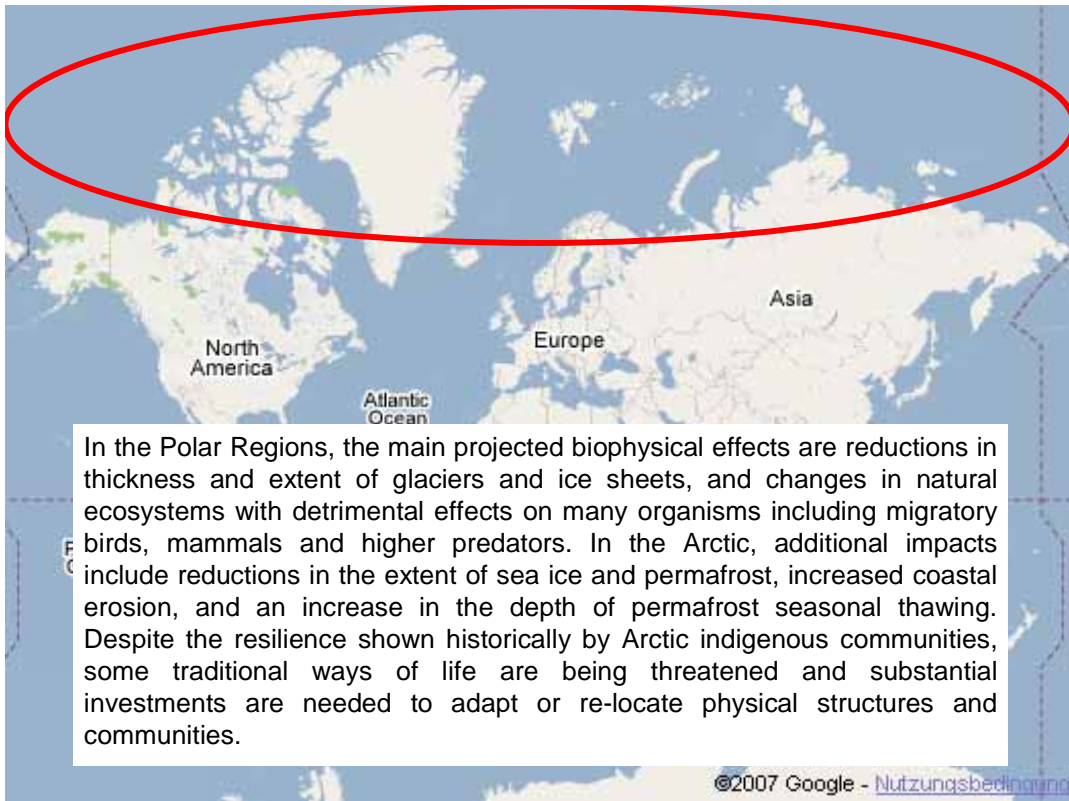 Asia
Europe
North
America
Atlantic
Ocean
In the Polar Regions, the main projected biophysical effects are reductions in
thickness and extent of glaciers and ice sheets, and changes in natural
ecosystems with detrimental effects on many organisms including migratory
birds, mammals and higher predators. In the Arctic, additional impacts
include reductions in the extent of sea ice and permafrost, increased coastal
erosion, and an increase in the depth of permafrost seasonal thawing.
Despite the resilience shown historically by Arctic indigenous communities,
some traditional ways of life are being threatened and substantial
investments are needed to adapt or re-locate physical structures and
communities.
©2007 Google - Nutzungsbedingung